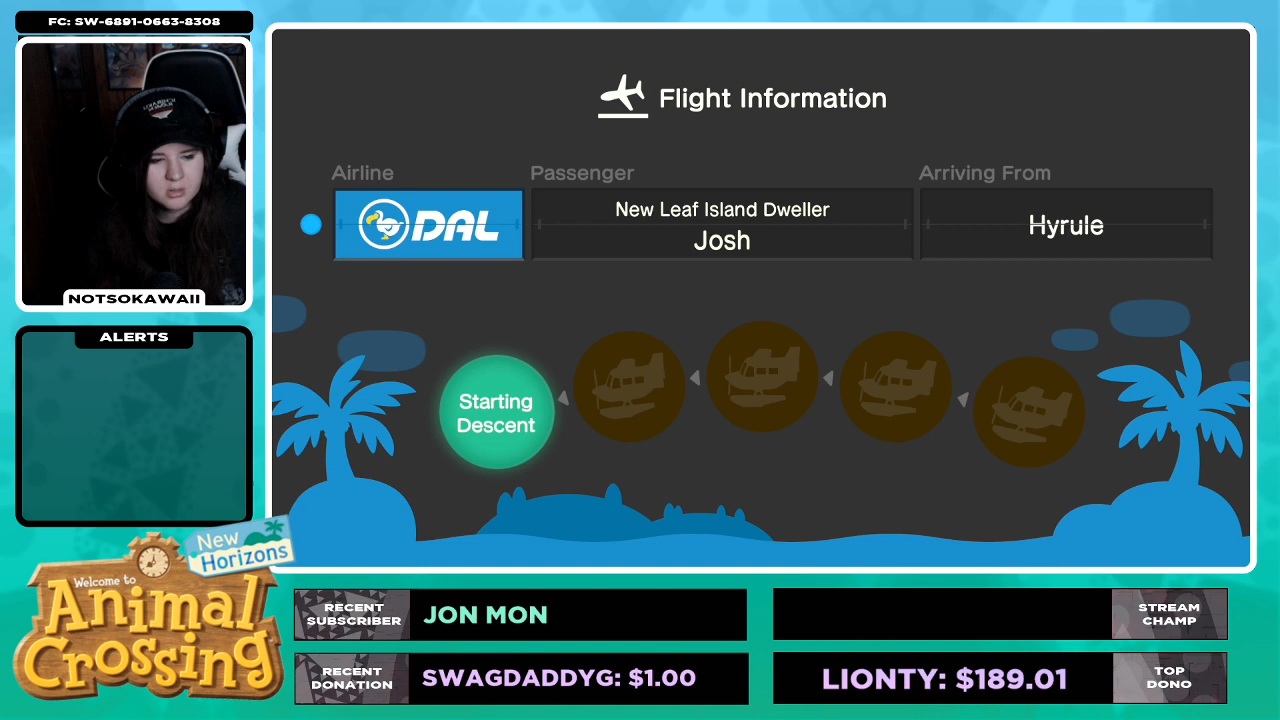 FC: SW-6891-0663-8308
NOTSOKAWAII
ALERTS
Flight Information
Airline
Passenger
Arriving From
DAL
New Leaf Island Dweller
Josh
Hyrule
Starting
Descent
Welcome to
Animal
Crossing
New
Horizons
RECENT
SUBSCRIBER
JON MON
STREAM
CHAMP
RECENT
DONATION
SWAGDADDYG: $1.00
LIONTY: $189.01
TOP
DONO